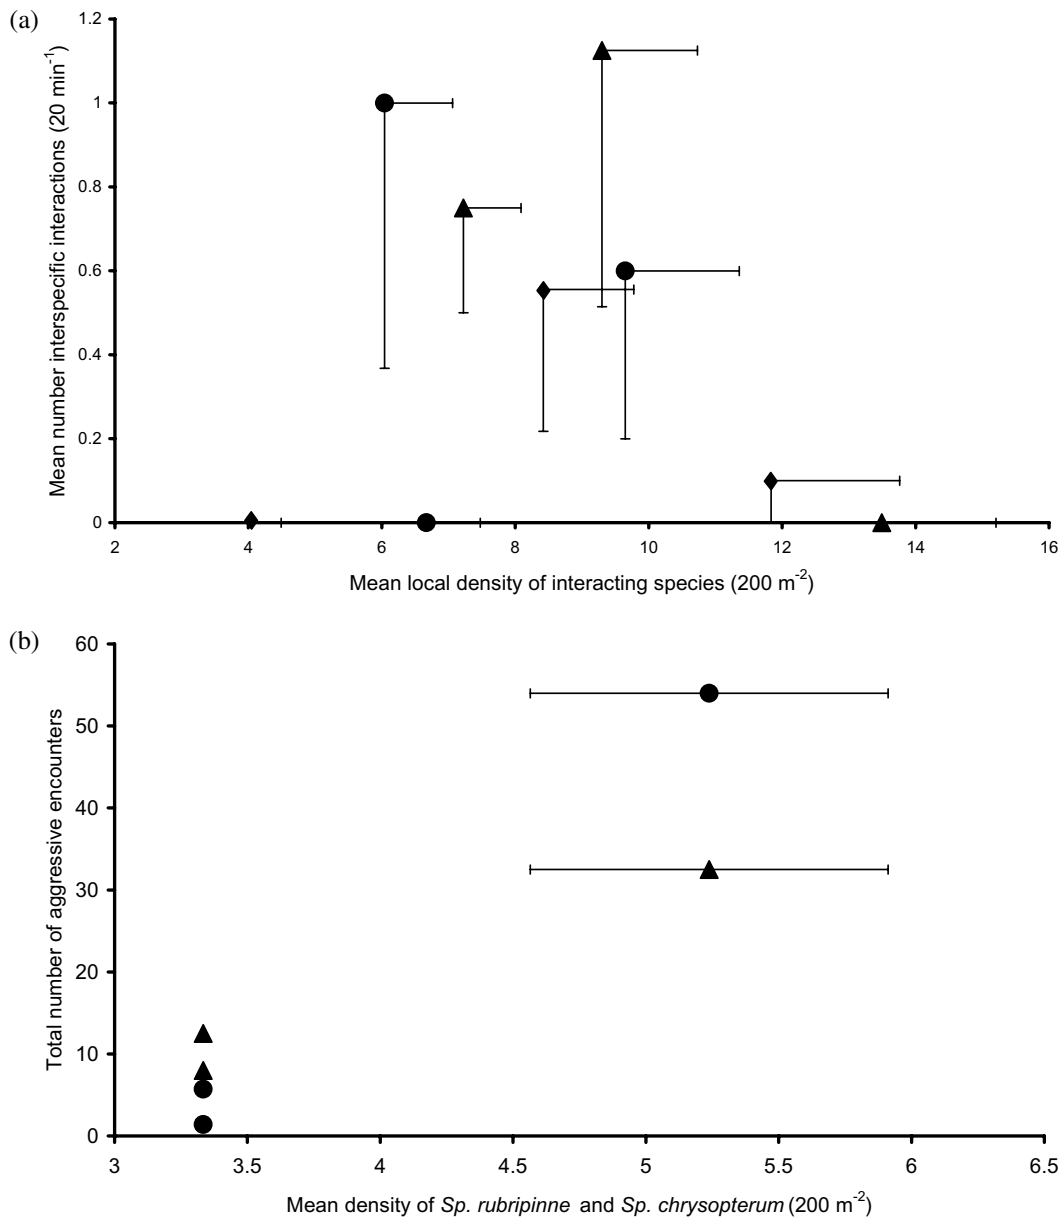 (a)
Mean number interspecific interactions (20 min⁻¹)
1.2
1
0.8
0.6
0.4
0.2
0
2 4 6 8 10 12 14 16
Mean local density of interacting species (200 m⁻²)
(b)
Total number of aggressive encounters
60
50
40
30
20
10
0
3 3.5 4 4.5 5 5.5 6 6.5
Mean density of Sp. rubripinne and Sp. chrysopterum (200 m⁻²)